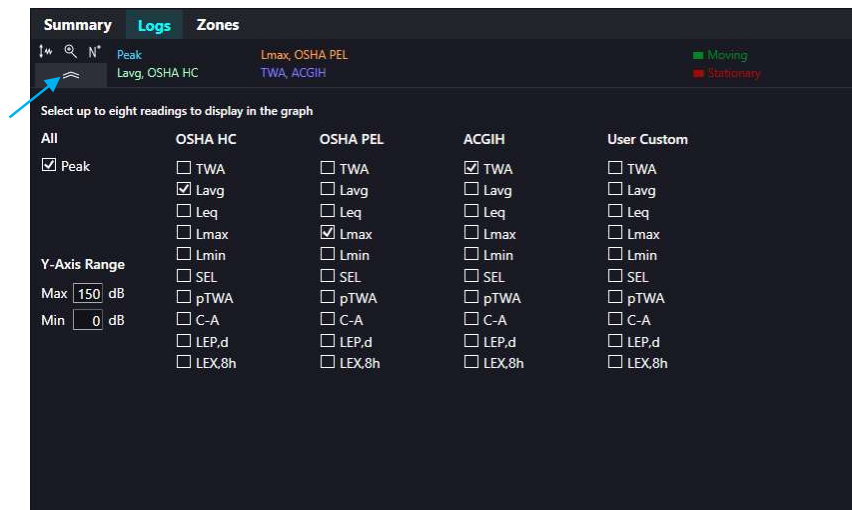 Summary Logs Zones
N* Peak Lmax, OSHA PEL Moving
Lavg, OSHA HC TWA, ACGIH Stationary
Select up to eight readings to display in the graph
All OSHA HC OSHA PEL ACGIH User Custom
Peak TWA TWA TWA TWA
Lavg Lavg Lavg Lavg
Leq Leq Leq Leq
Lmax Lmax Lmax Lmax
Lmin Lmin Lmin Lmin
Y-Axis Range
SEL SEL SEL SEL
Max 150 dB pTWA pTWA pTWA pTWA
Min 0 dB C-A C-A C-A C-A
LEP,d LEP,d LEP,d LEP,d
LEX,8h LEX,8h LEX,8h LEX,8h